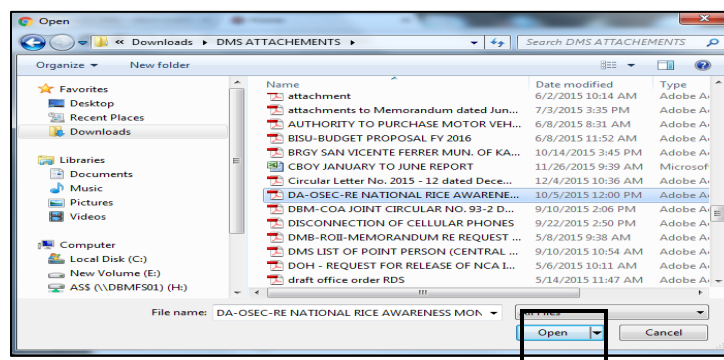 Open
« Downloads ▸ DMS ATTACHEMENTS ▸ Search DMS ATTACHEMENTS
Organize New folder
Favorites
Desktop
Recent Places
Downloads
Libraries
Documents
Music
Pictures
Videos
Computer
Local Disk (C:)
New Volume (E:)
AS$ (\\DBMFS01) (H:)
Name Date modified Type
attachment 6/2/2015 10:14 AM Adobe A
attachments to Memorandum dated Jun... 7/3/2015 3:35 PM Adobe A
AUTHORITY TO PURCHASE MOTOR VEH... 6/8/2015 8:31 AM Adobe A
BISU-BUDGET PROPOSAL FY 2016 6/8/2015 11:52 AM Adobe A
BRGY SAN VICENTE FERRER MUN. OF KA... 10/14/2015 3:45 PM Adobe A
CBOY JANUARY TO JUNE REPORT 11/26/2015 9:39 AM Microsof
Circular Letter No. 2015 - 12 dated Dece... 12/4/2015 10:36 AM Adobe A
DA-OSEC-RE NATIONAL RICE AWARENE... 10/5/2015 12:00 PM Adobe A
DBM-COA JOINT CIRCULAR NO. 93-2 D... 9/10/2015 2:06 PM Adobe A
DISCONNECTION OF CELLULAR PHONES 9/22/2015 2:50 PM Adobe A
DMB-ROII-MEMORANDUM RE REQUEST ... 5/8/2015 9:38 AM Adobe A
DMS LIST OF POINT PERSON (CENTRAL ... 9/10/2015 10:54 AM Adobe A
DOH - REQUEST FOR RELEASE OF NCA I... 5/6/2015 10:11 AM Adobe A
draft office order RDS 5/14/2015 11:47 AM Adobe A
File name: DA-OSEC-RE NATIONAL RICE AWARENESS MON All Files
Open Cancel